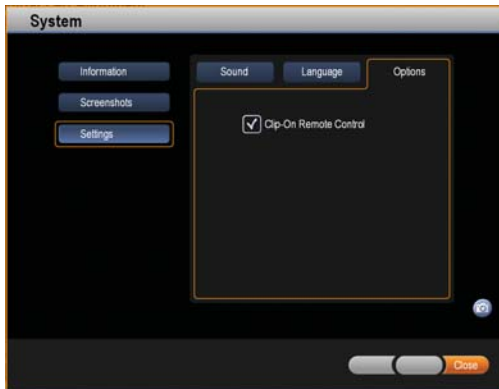 System
Information
Screenshots
Settings
Sound Language Options
Clip-On Remote Control
Close